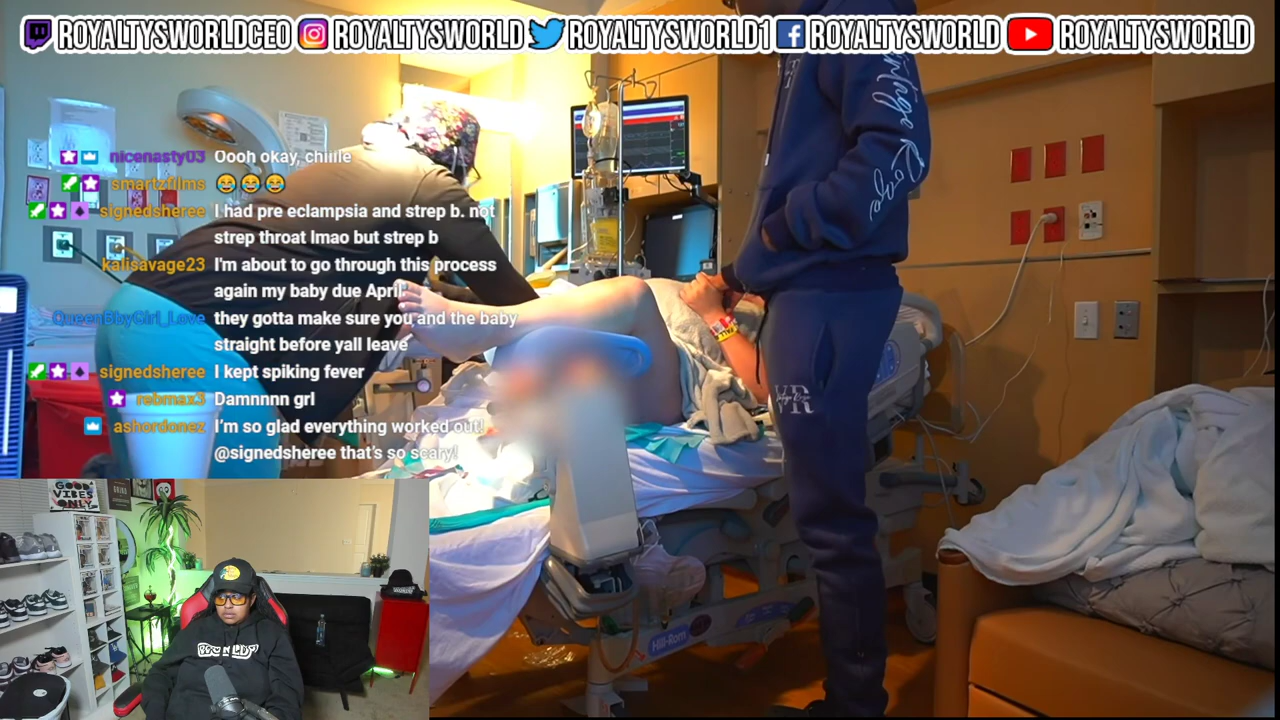 ROYALTYSWORLDCEO ROYALTYSWORLD ROYALTYSWORLD1 ROYALTYSWORLD ROYALTYSWORLD
nicenasty03 Oooh okay, chiiile
smartzfilms 😂😂😂
signedsheree I had pre eclampsia and strep b. not
strep throat lmao but strep b
kalisavage23 I'm about to go through this process
again my baby due April
QueenBbyGirl_Love they gotta make sure you and the baby
straight before yall leave
signedsheree I kept spiking fever
rebmax3 Damnnnn grl
ashordonez I'm so glad everything worked out!
@signedsheree that's so scary!
VR
Hill-Rom
GOOD
VIBES
ONLY